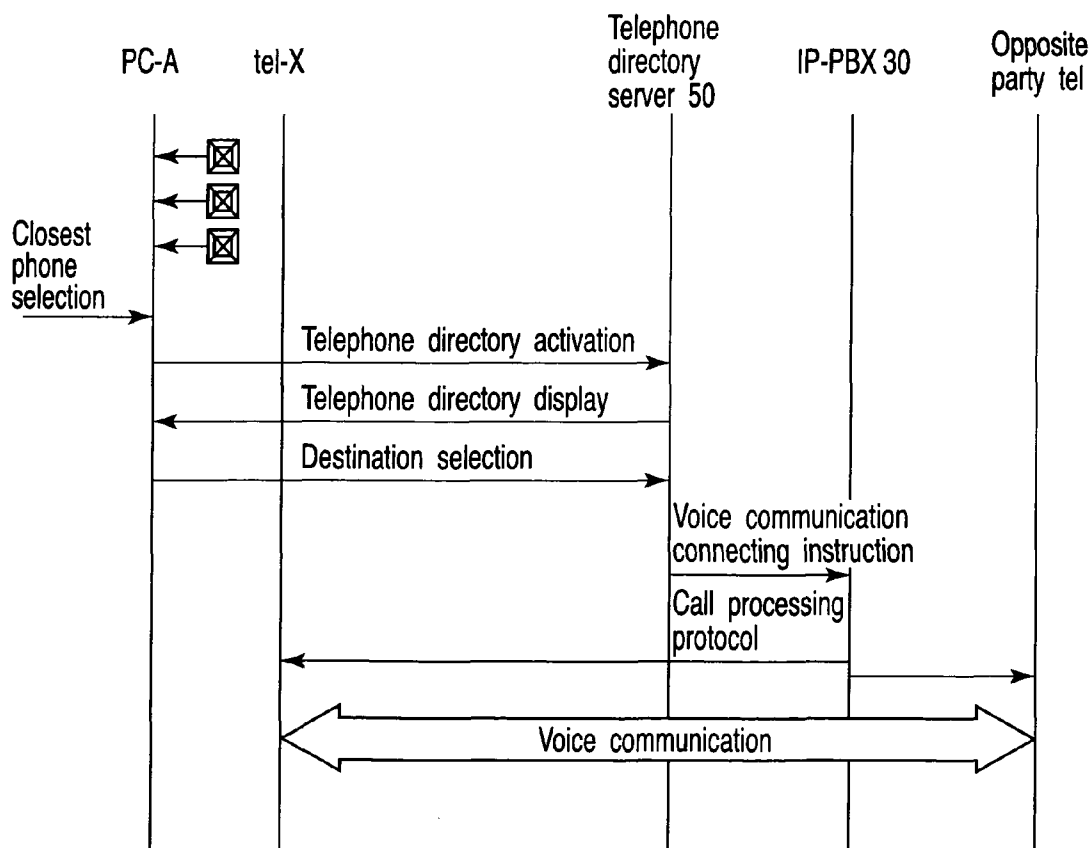 PC-A
tel-X
Telephone
directory
server 50
IP-PBX 30
Opposite
party tel
Closest
phone
selection
Telephone directory activation
Telephone directory display
Destination selection
Voice communication
connecting instruction
Call processing
protocol
Voice communication